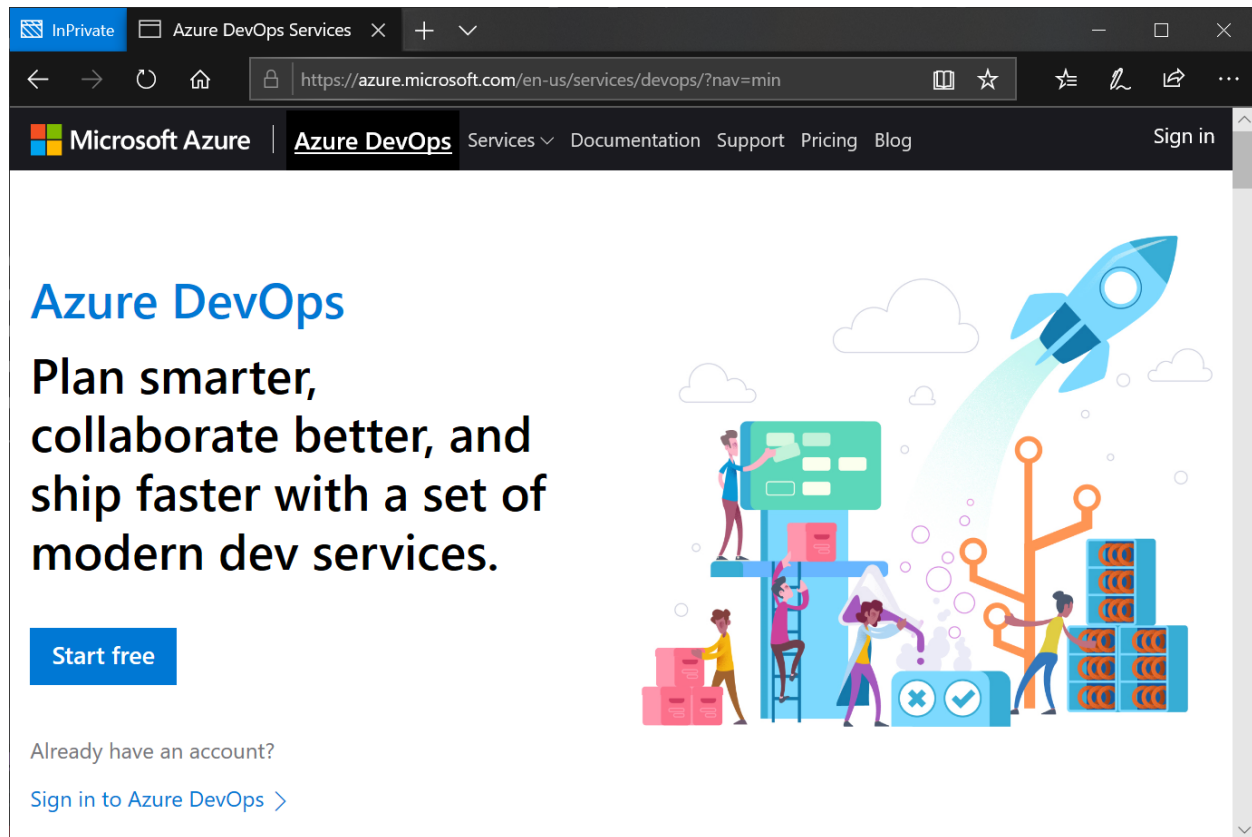 InPrivate
Azure DevOps Services
https://azure.microsoft.com/en-us/services/devops/?nav=min
Microsoft Azure
Azure DevOps
Services
Documentation
Support
Pricing
Blog
Sign in
Azure DevOps
Plan smarter,
collaborate better, and
ship faster with a set of
modern dev services.
Start free
Already have an account?
Sign in to Azure DevOps